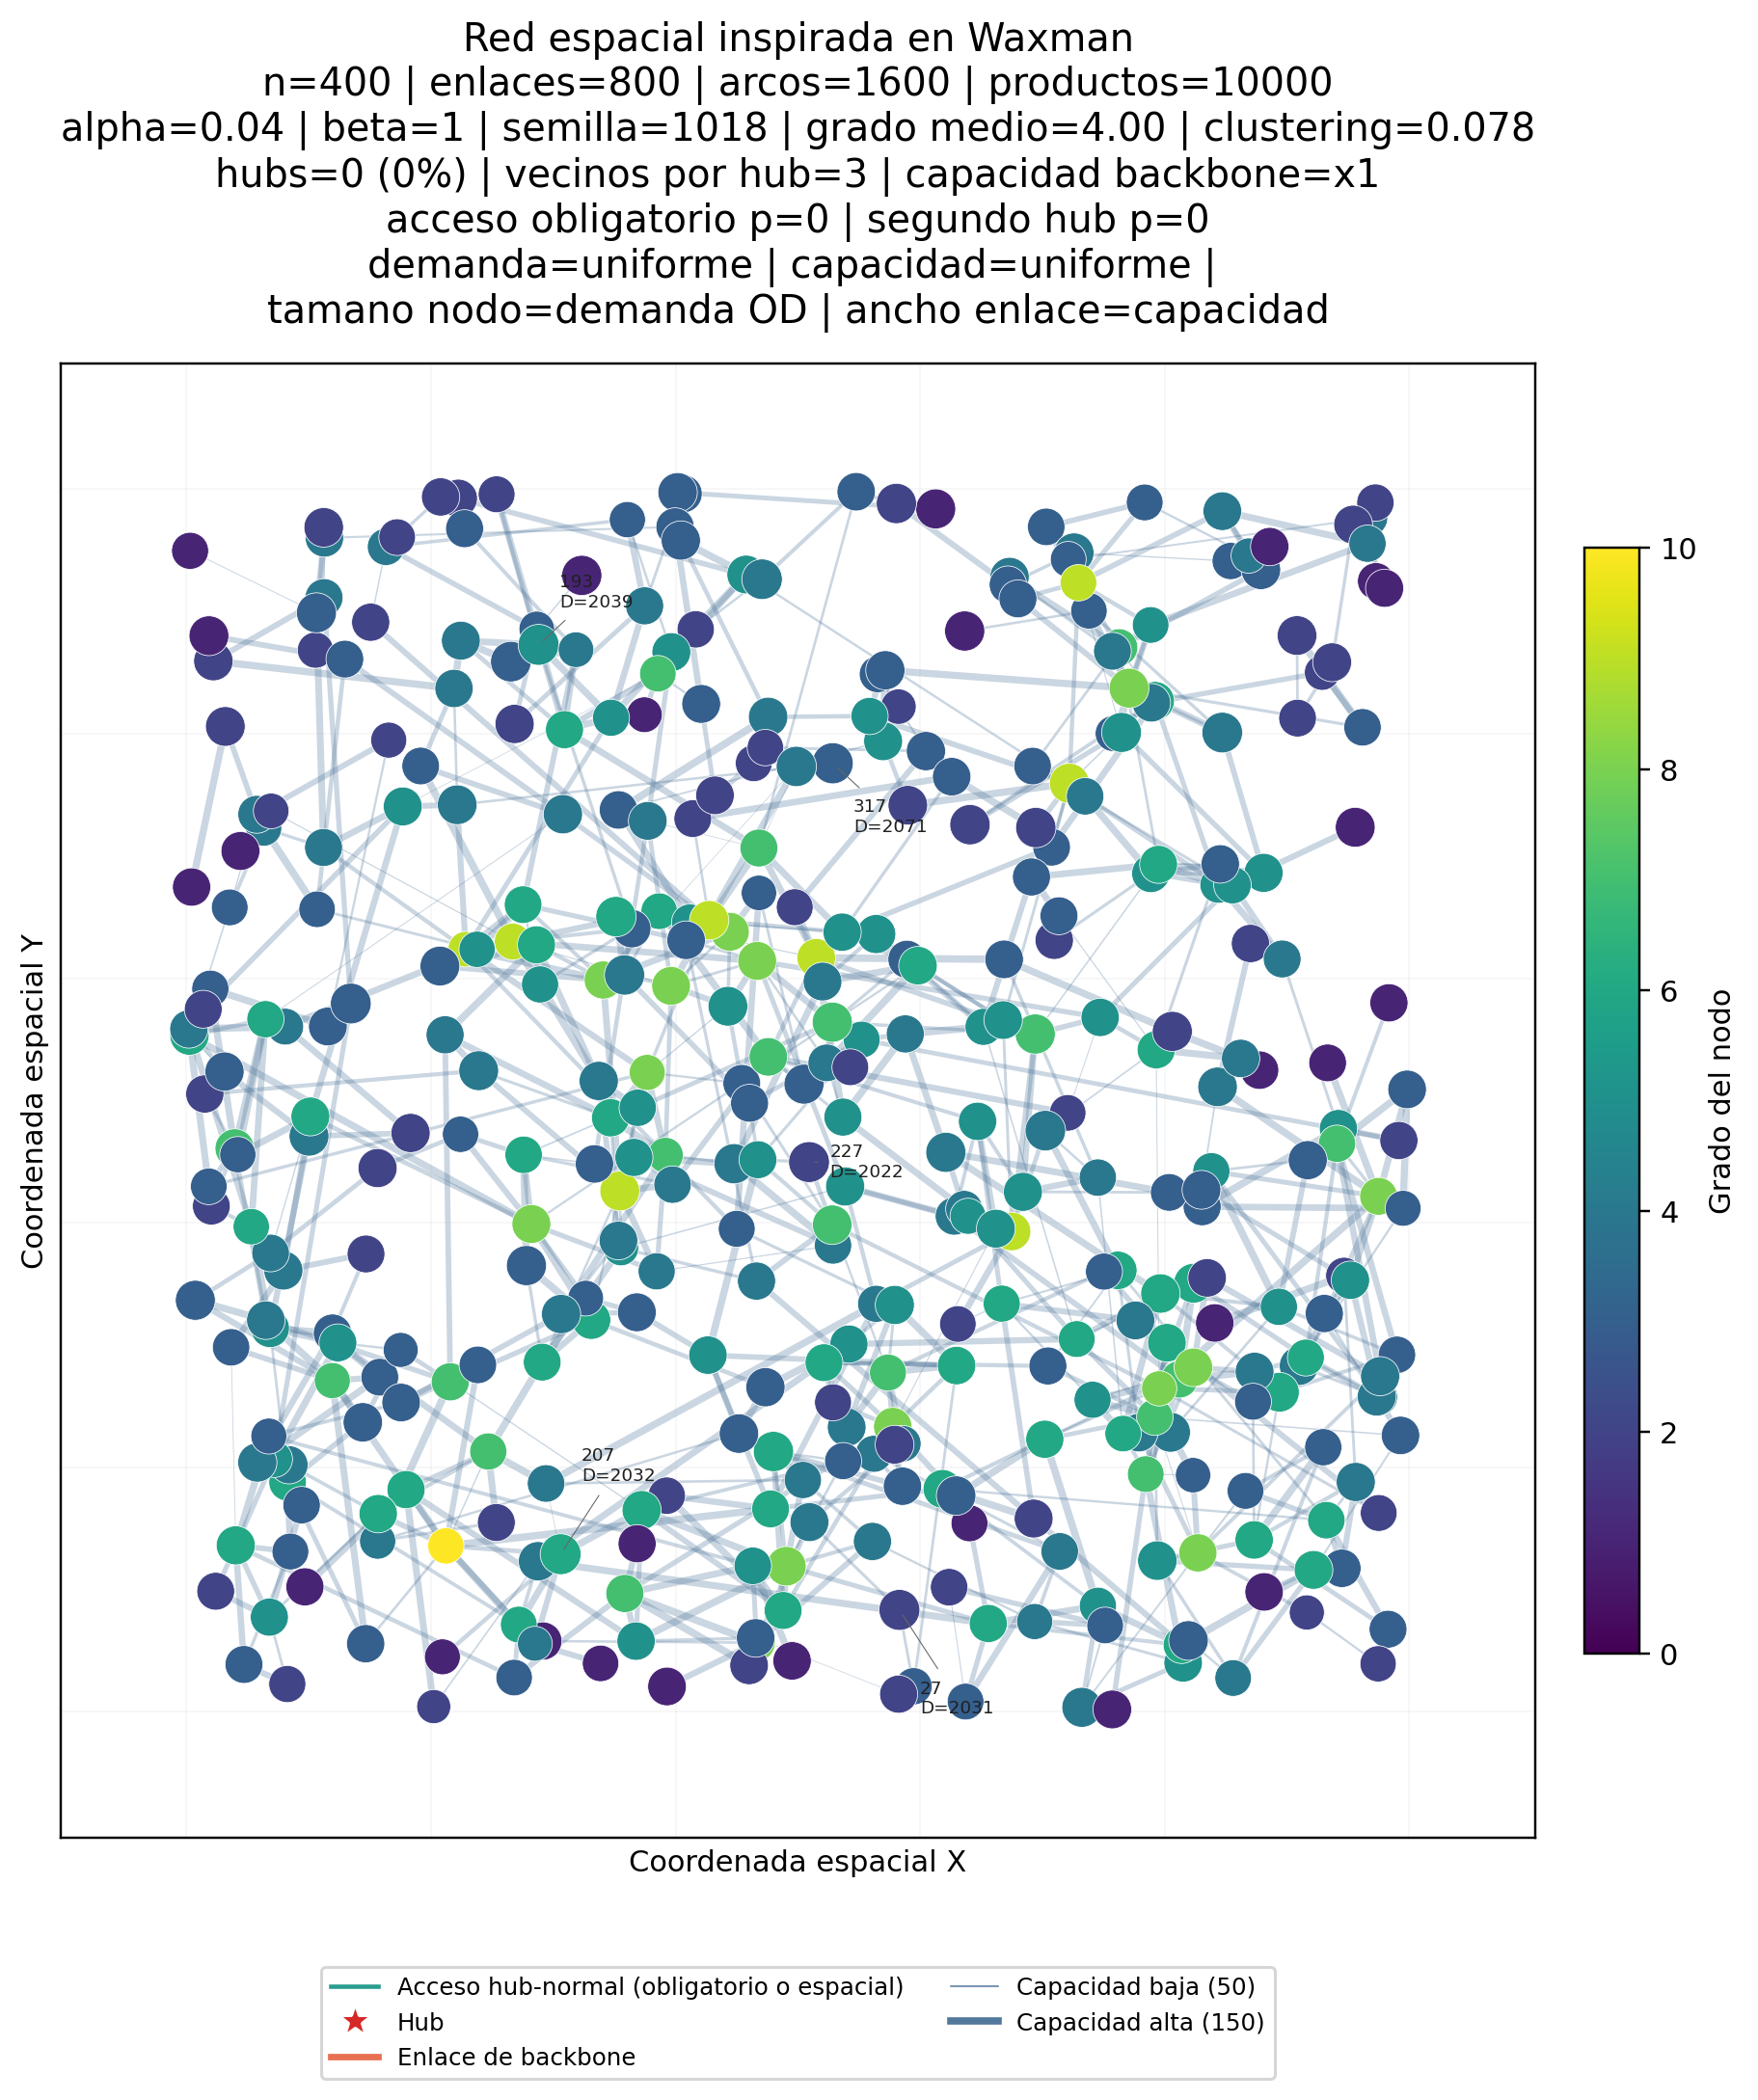 Red espacial inspirada en Waxman
n=400 | enlaces=800 | arcos=1600 | productos=10000
alpha=0.04 | beta=1 | semilla=1018 | grado medio=4.00 | clustering=0.078
hubs=0 (0%) | vecinos por hub=3 | capacidad backbone=x1
acceso obligatorio p=0 | segundo hub p=0
demanda=uniforme | capacidad=uniforme |
tamano nodo=demanda OD | ancho enlace=capacidad
193
D=2039
317
D=2071
227
D=2022
207
D=2032
27
D=2031
Coordenada espacial Y
Coordenada espacial X
10
8
6
4
2
0
Grado del nodo
Acceso hub-normal (obligatorio o espacial)
Hub
Enlace de backbone
Capacidad baja (50)
Capacidad alta (150)